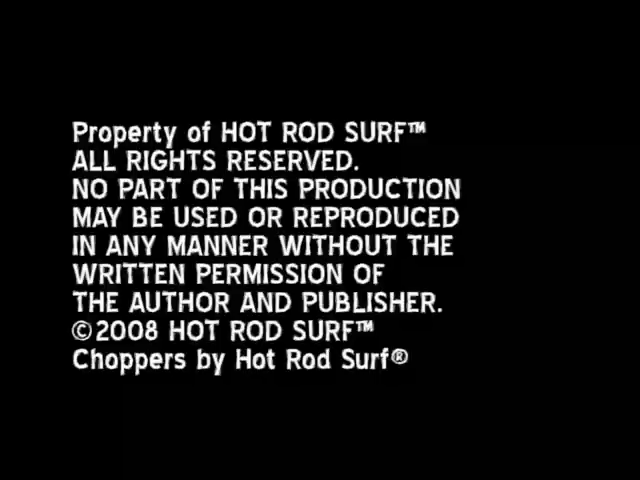 Property of HOT ROD SURF™
ALL RIGHTS RESERVED.
NO PART OF THIS PRODUCTION
MAY BE USED OR REPRODUCED
IN ANY MANNER WITHOUT THE
WRITTEN PERMISSION OF
THE AUTHOR AND PUBLISHER.
©2008 HOT ROD SURF™
Choppers by Hot Rod Surf®